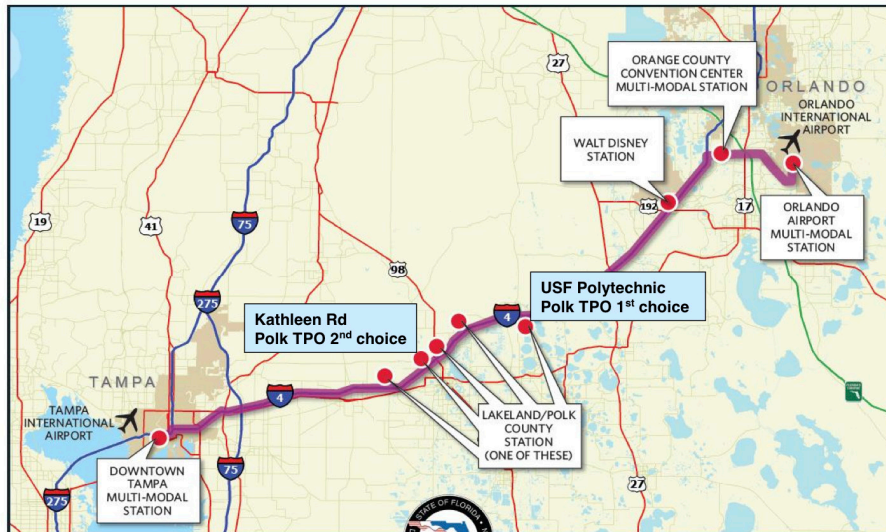 27
ORANGE COUNTY
CONVENTION CENTER
MULTI-MODAL STATION
ORLANDO
ORLANDO
INTERNATIONAL
AIRPORT
WALT DISNEY
STATION
192
17
ORLANDO
AIRPORT
MULTI-MODAL
STATION
19
41
75
98
275
USF Polytechnic
Polk TPO 1st choice
4
Kathleen Rd
Polk TPO 2nd choice
TAMPA
TAMPA
INTERNATIONAL
AIRPORT
4
LAKELAND/POLK
COUNTY
STATION
(ONE OF THESE)
DOWNTOWN
TAMPA
MULTI-MODAL
STATION
75
27
275
STATE OF FLORIDA